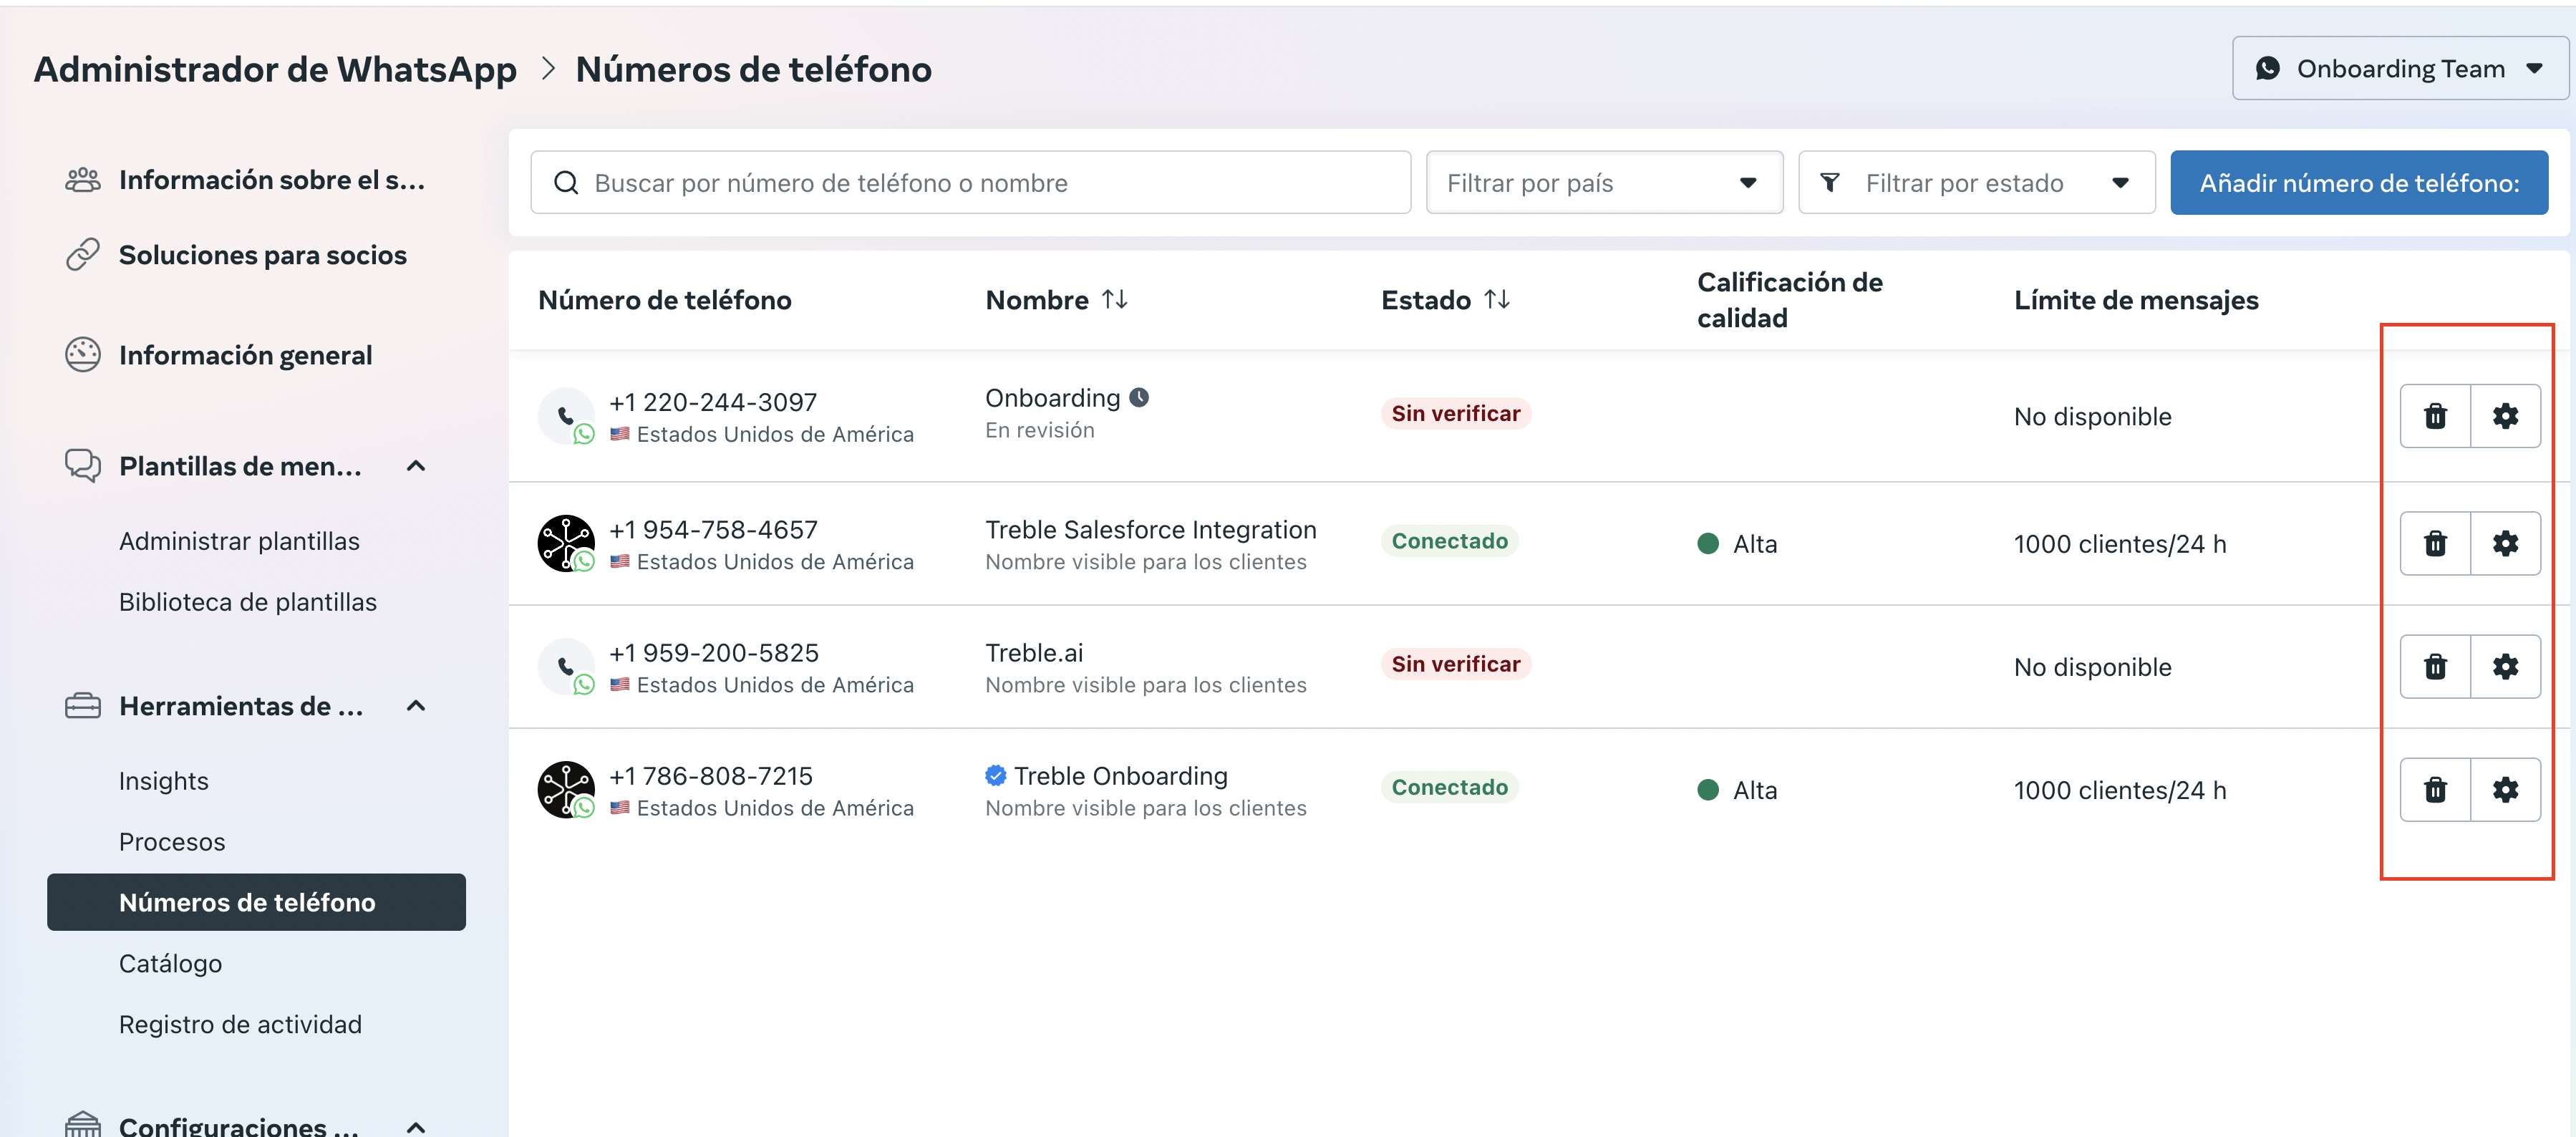 Administrador de WhatsApp > Números de teléfono
Onboarding Team
Información sobre el s...
Soluciones para socios
Información general
Plantillas de men...
Administrar plantillas
Biblioteca de plantillas
Herramientas de ...
Insights
Procesos
Números de teléfono
Catálogo
Registro de actividad
Configuraciones ...
Buscar por número de teléfono o nombre
Filtrar por país
Filtrar por estado
Añadir número de teléfono:
Número de teléfono
Nombre
Estado
Calificación de
calidad
Límite de mensajes
+1 220-244-3097
Estados Unidos de América
Onboarding
En revisión
Sin verificar
No disponible
+1 954-758-4657
Estados Unidos de América
Treble Salesforce Integration
Nombre visible para los clientes
Conectado
Alta
1000 clientes/24 h
+1 959-200-5825
Estados Unidos de América
Treble.ai
Nombre visible para los clientes
Sin verificar
No disponible
+1 786-808-7215
Estados Unidos de América
Treble Onboarding
Nombre visible para los clientes
Conectado
Alta
1000 clientes/24 h